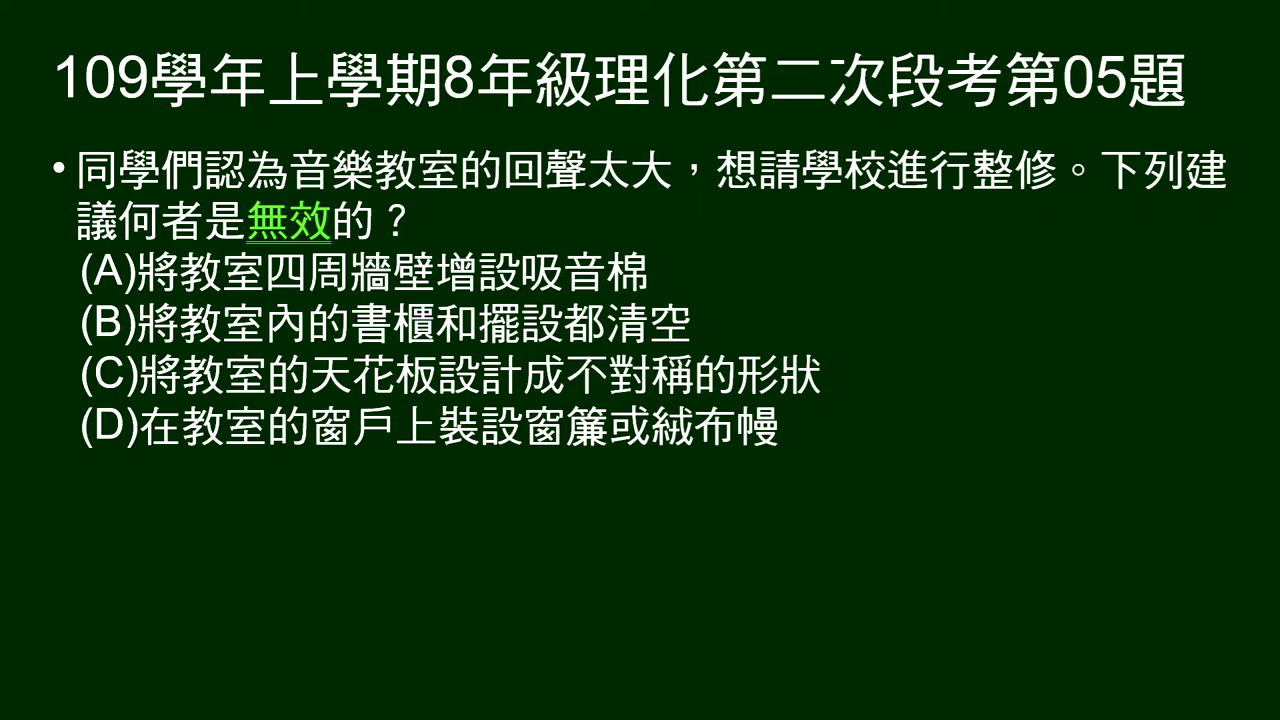 109學年上學期8年級理化第二次段考第05題
•同學們認為音樂教室的回聲太大，想請學校進行整修。下列建
議何者是無效的？
(A)將教室四周牆壁增設吸音棉
(B)將教室內的書櫃和擺設都清空
(C)將教室的天花板設計成不對稱的形狀
(D)在教室的窗戶上裝設窗簾或絨布幔